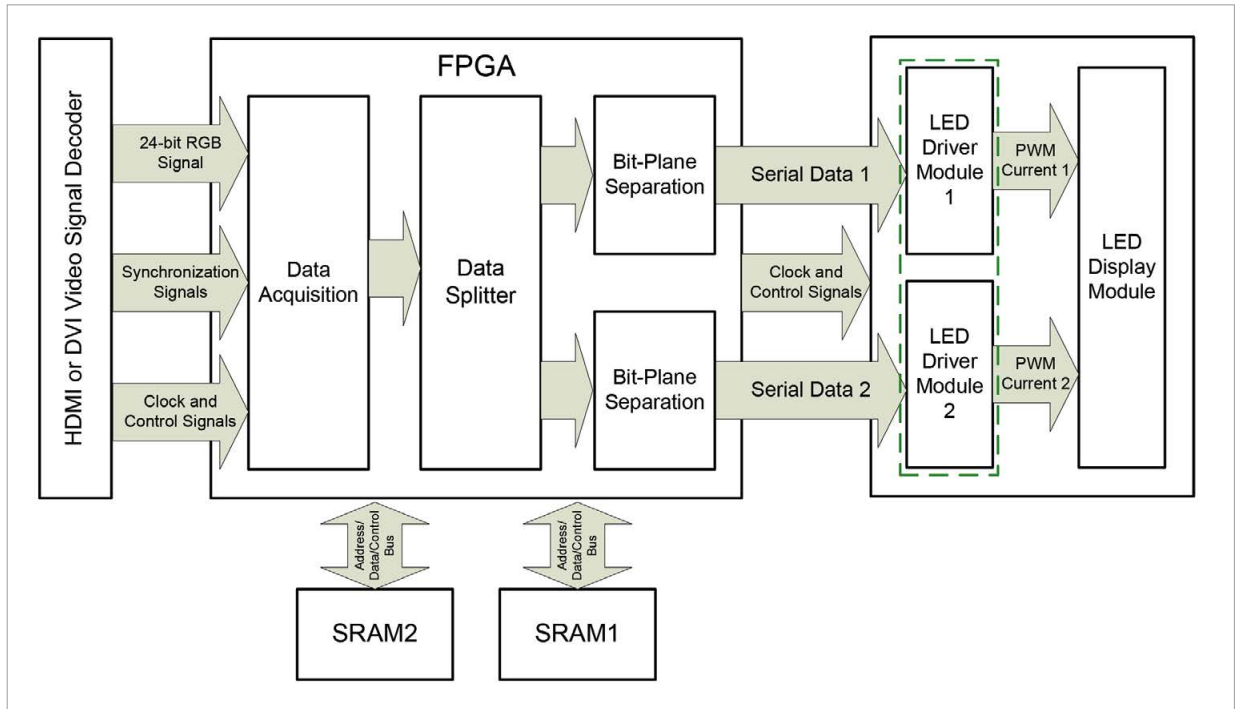 HDMI or DVI Video Signal Decoder
24-bit RGB
Signal
Synchronization
Signals
Clock and
Control Signals
FPGA
Data
Acquisition
Data
Splitter
Bit-Plane
Separation
Bit-Plane
Separation
Serial Data 1
Clock and
Control Signals
Serial Data 2
LED
Driver
Module
1
LED
Driver
Module
2
PWM
Current 1
PWM
Current 2
LED
Display
Module
Address/
Data/Control
Bus
Address/
Data/Control
Bus
SRAM2
SRAM1